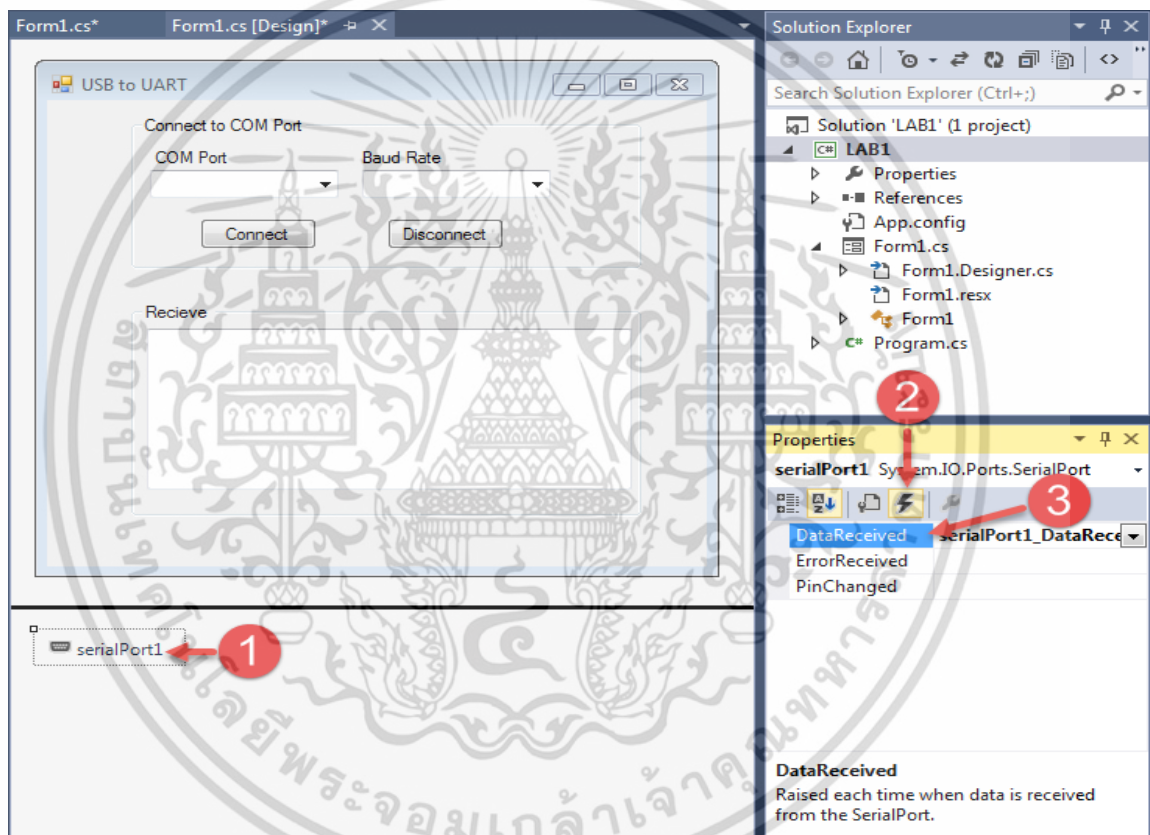 Form1.cs*
Form1.cs [Design]*
USB to UART
Connect to COM Port
COM Port
Baud Rate
Connect
Disconnect
Recieve
serialPort1
1
Solution Explorer
Search Solution Explorer (Ctrl+;)
Solution 'LAB1' (1 project)
C# LAB1
Properties
References
App.config
Form1.cs
Form1.Designer.cs
Form1.resx
Form1
C# Program.cs
2
Properties
serialPort1 System.IO.Ports.SerialPort
3
DataReceived serialPort1_DataRece
ErrorReceived
PinChanged
DataReceived
Raised each time when data is received
from the SerialPort.